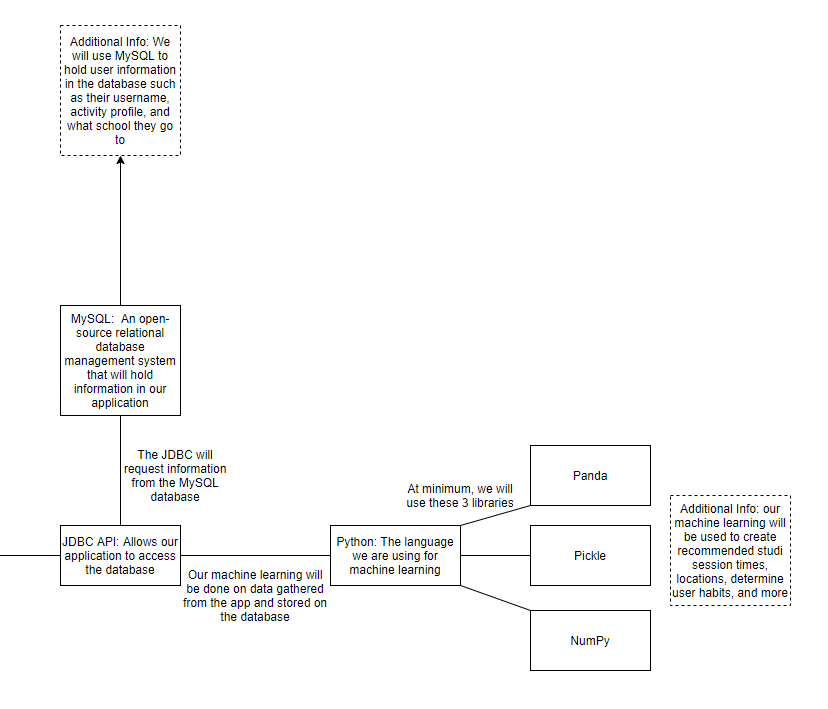 Additional Info: We
will use MySQL to
hold user information
in the database such
as their username,
activity profile, and
what school they go
to
MySQL: An open-
source relational
database
management system
that will hold
information in our
application
The JDBC will
request information
from the MySQL
database
JDBC API: Allows our
application to access
the database
Our machine learning will
be done on data gathered
from the app and stored on
the database
Python: The language
we are using for
machine learning
At minimum, we will
use these 3 libraries
Panda
Pickle
NumPy
Additional Info: our
machine learning will
be used to create
recommended studi
session times,
locations, determine
user habits, and more